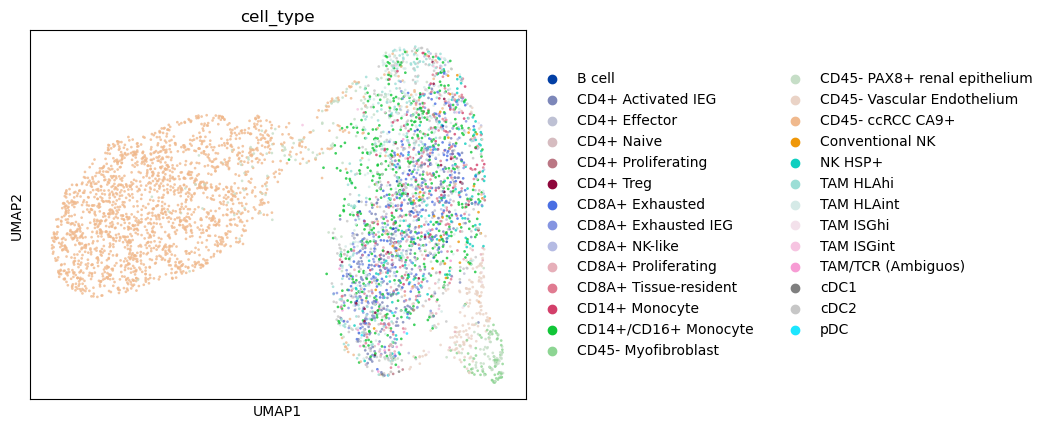 cell_type
UMAP2
UMAP1
B cell
CD4+ Activated IEG
CD4+ Effector
CD4+ Naive
CD4+ Proliferating
CD4+ Treg
CD8A+ Exhausted
CD8A+ Exhausted IEG
CD8A+ NK-like
CD8A+ Proliferating
CD8A+ Tissue-resident
CD14+ Monocyte
CD14+/CD16+ Monocyte
CD45- Myofibroblast
CD45- PAX8+ renal epithelium
CD45- Vascular Endothelium
CD45- ccRCC CA9+
Conventional NK
NK HSP+
TAM HLAhi
TAM HLAint
TAM ISGhi
TAM ISGint
TAM/TCR (Ambiguos)
cDC1
cDC2
pDC